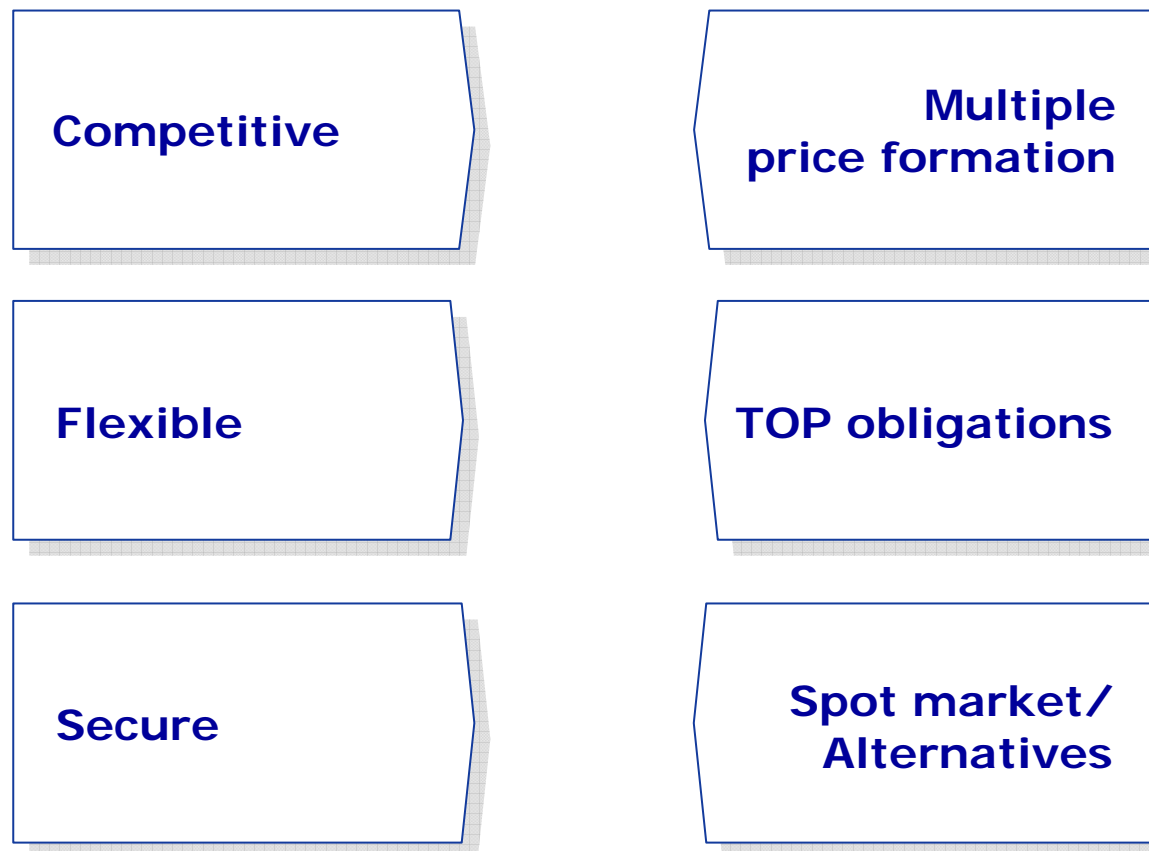 Competitive
Multiple
price formation
Flexible
TOP obligations
Secure
Spot market/
Alternatives